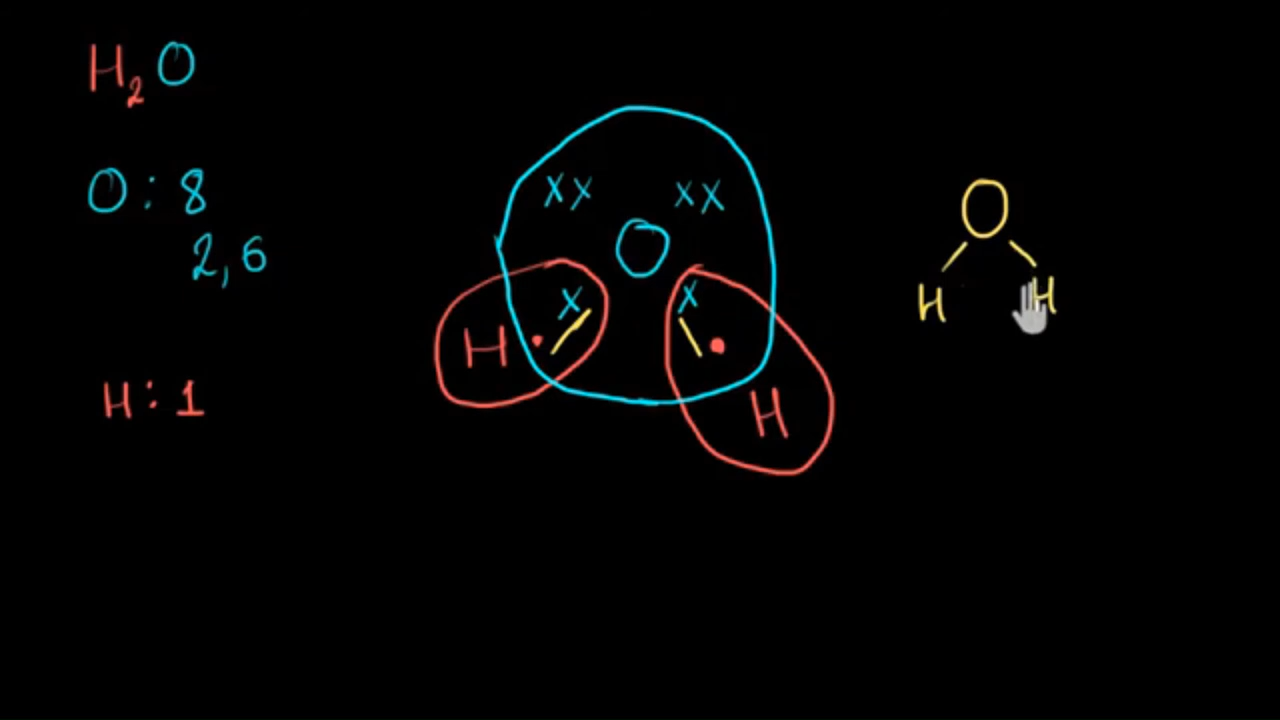 H₂O
O : 8
2, 6
H : 1
XX XX
O
X X
H
H
O
H H